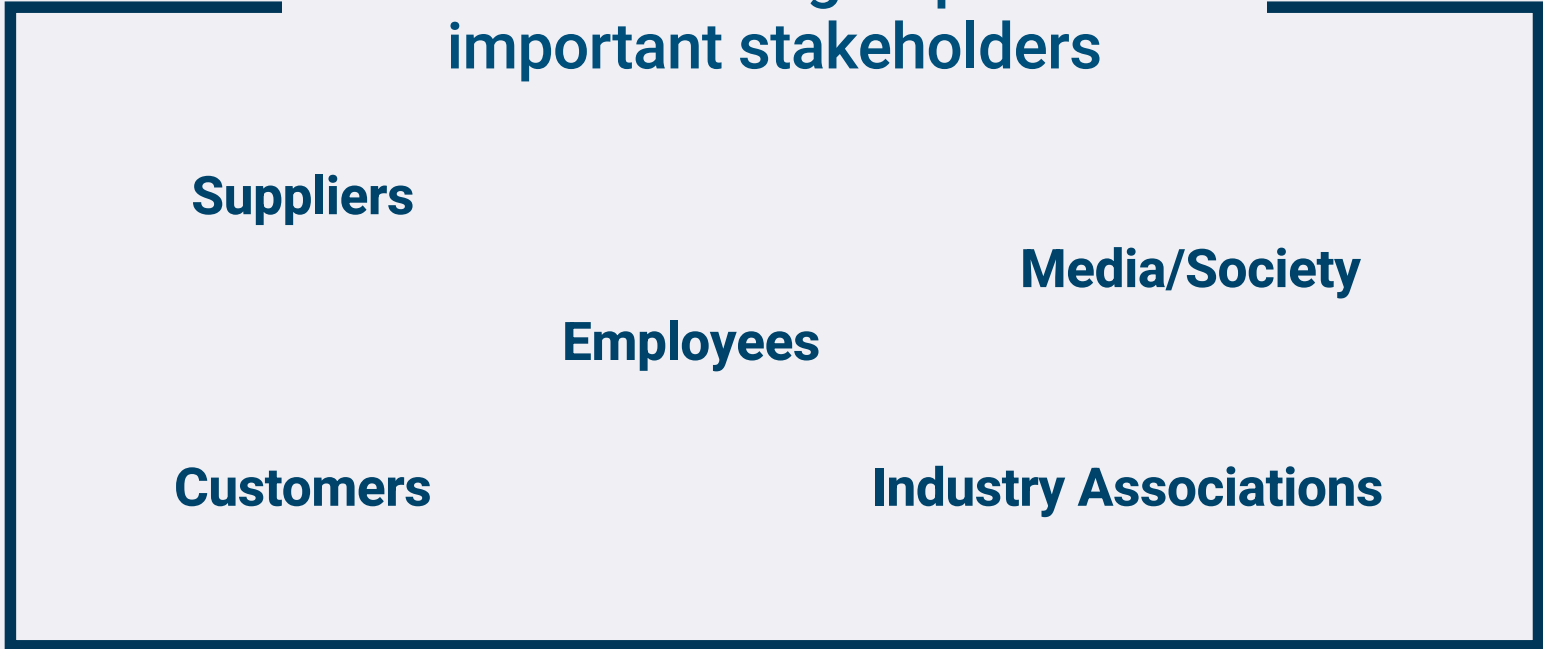 important stakeholders
Suppliers
Media/Society
Employees
Customers
Industry Associations